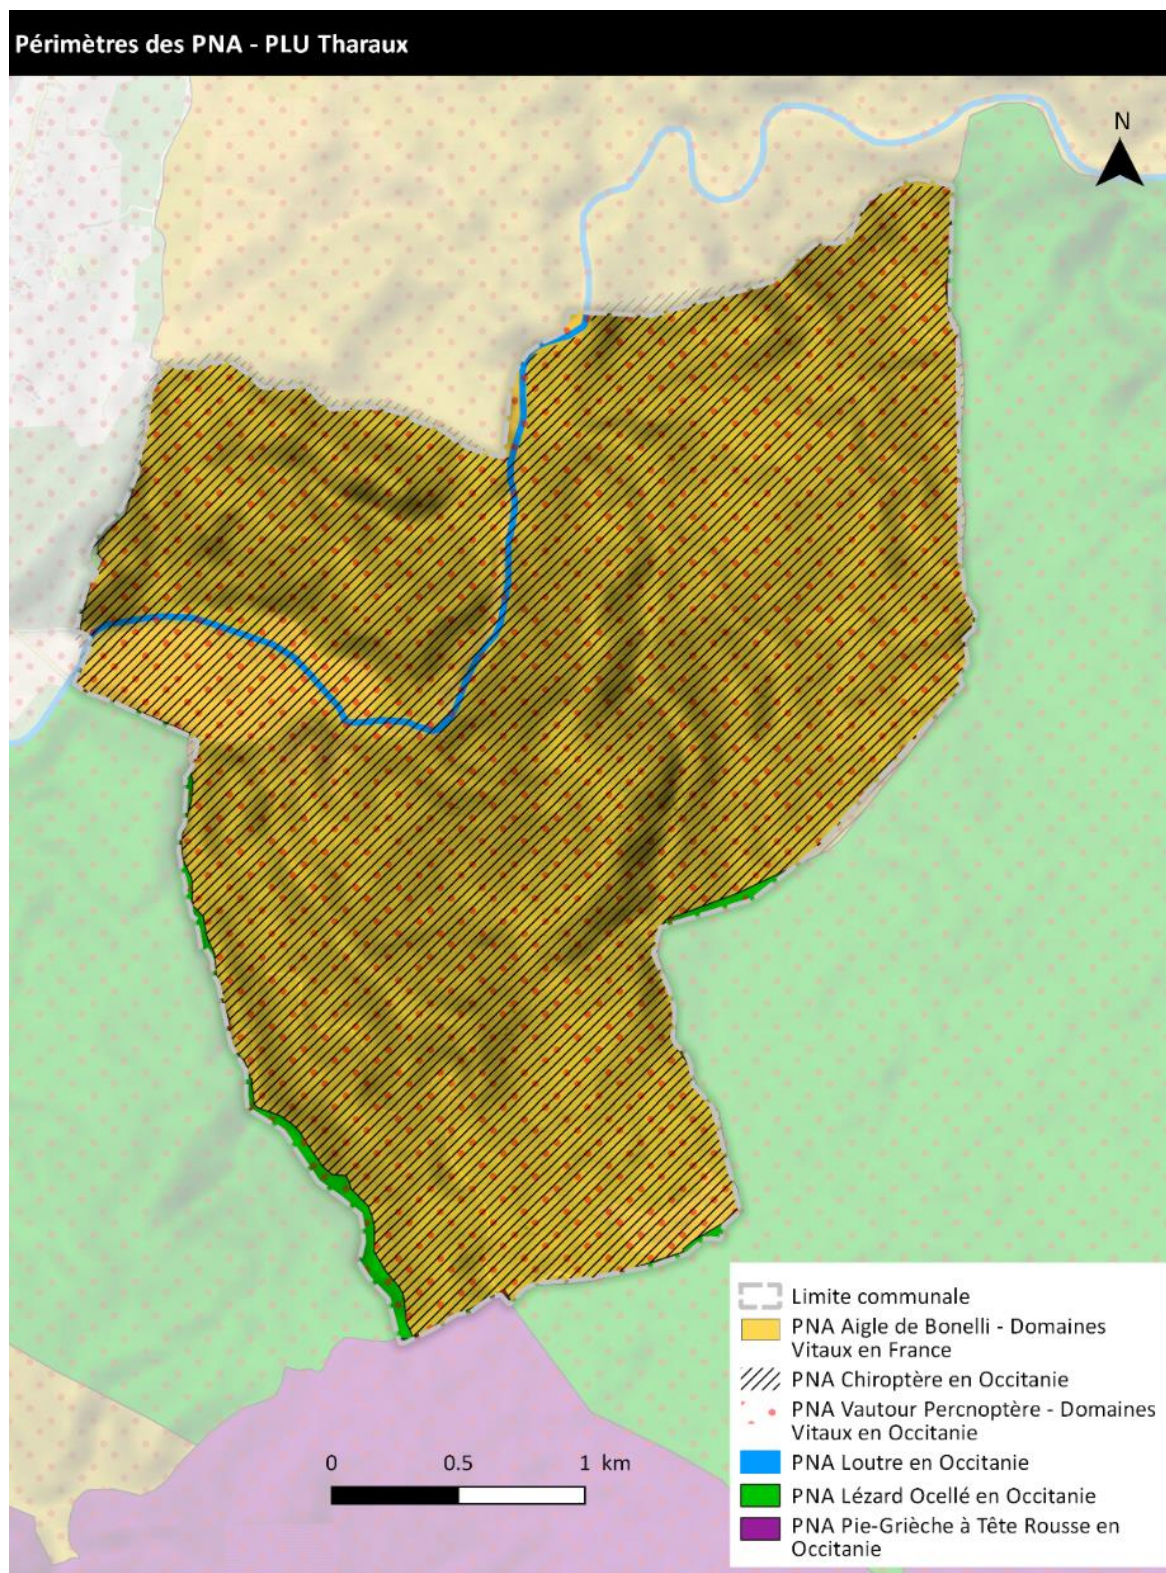 Périmètres des PNA - PLU Tharaux
N
Limite communale
PNA Aigle de Bonelli - Domaines
Vitaux en France
PNA Chiroptère en Occitanie
PNA Vautour Percnoptère - Domaines
Vitaux en Occitanie
PNA Loutre en Occitanie
PNA Lézard Ocellé en Occitanie
PNA Pie-Grièche à Tête Rousse en
Occitanie
0 0.5 1 km